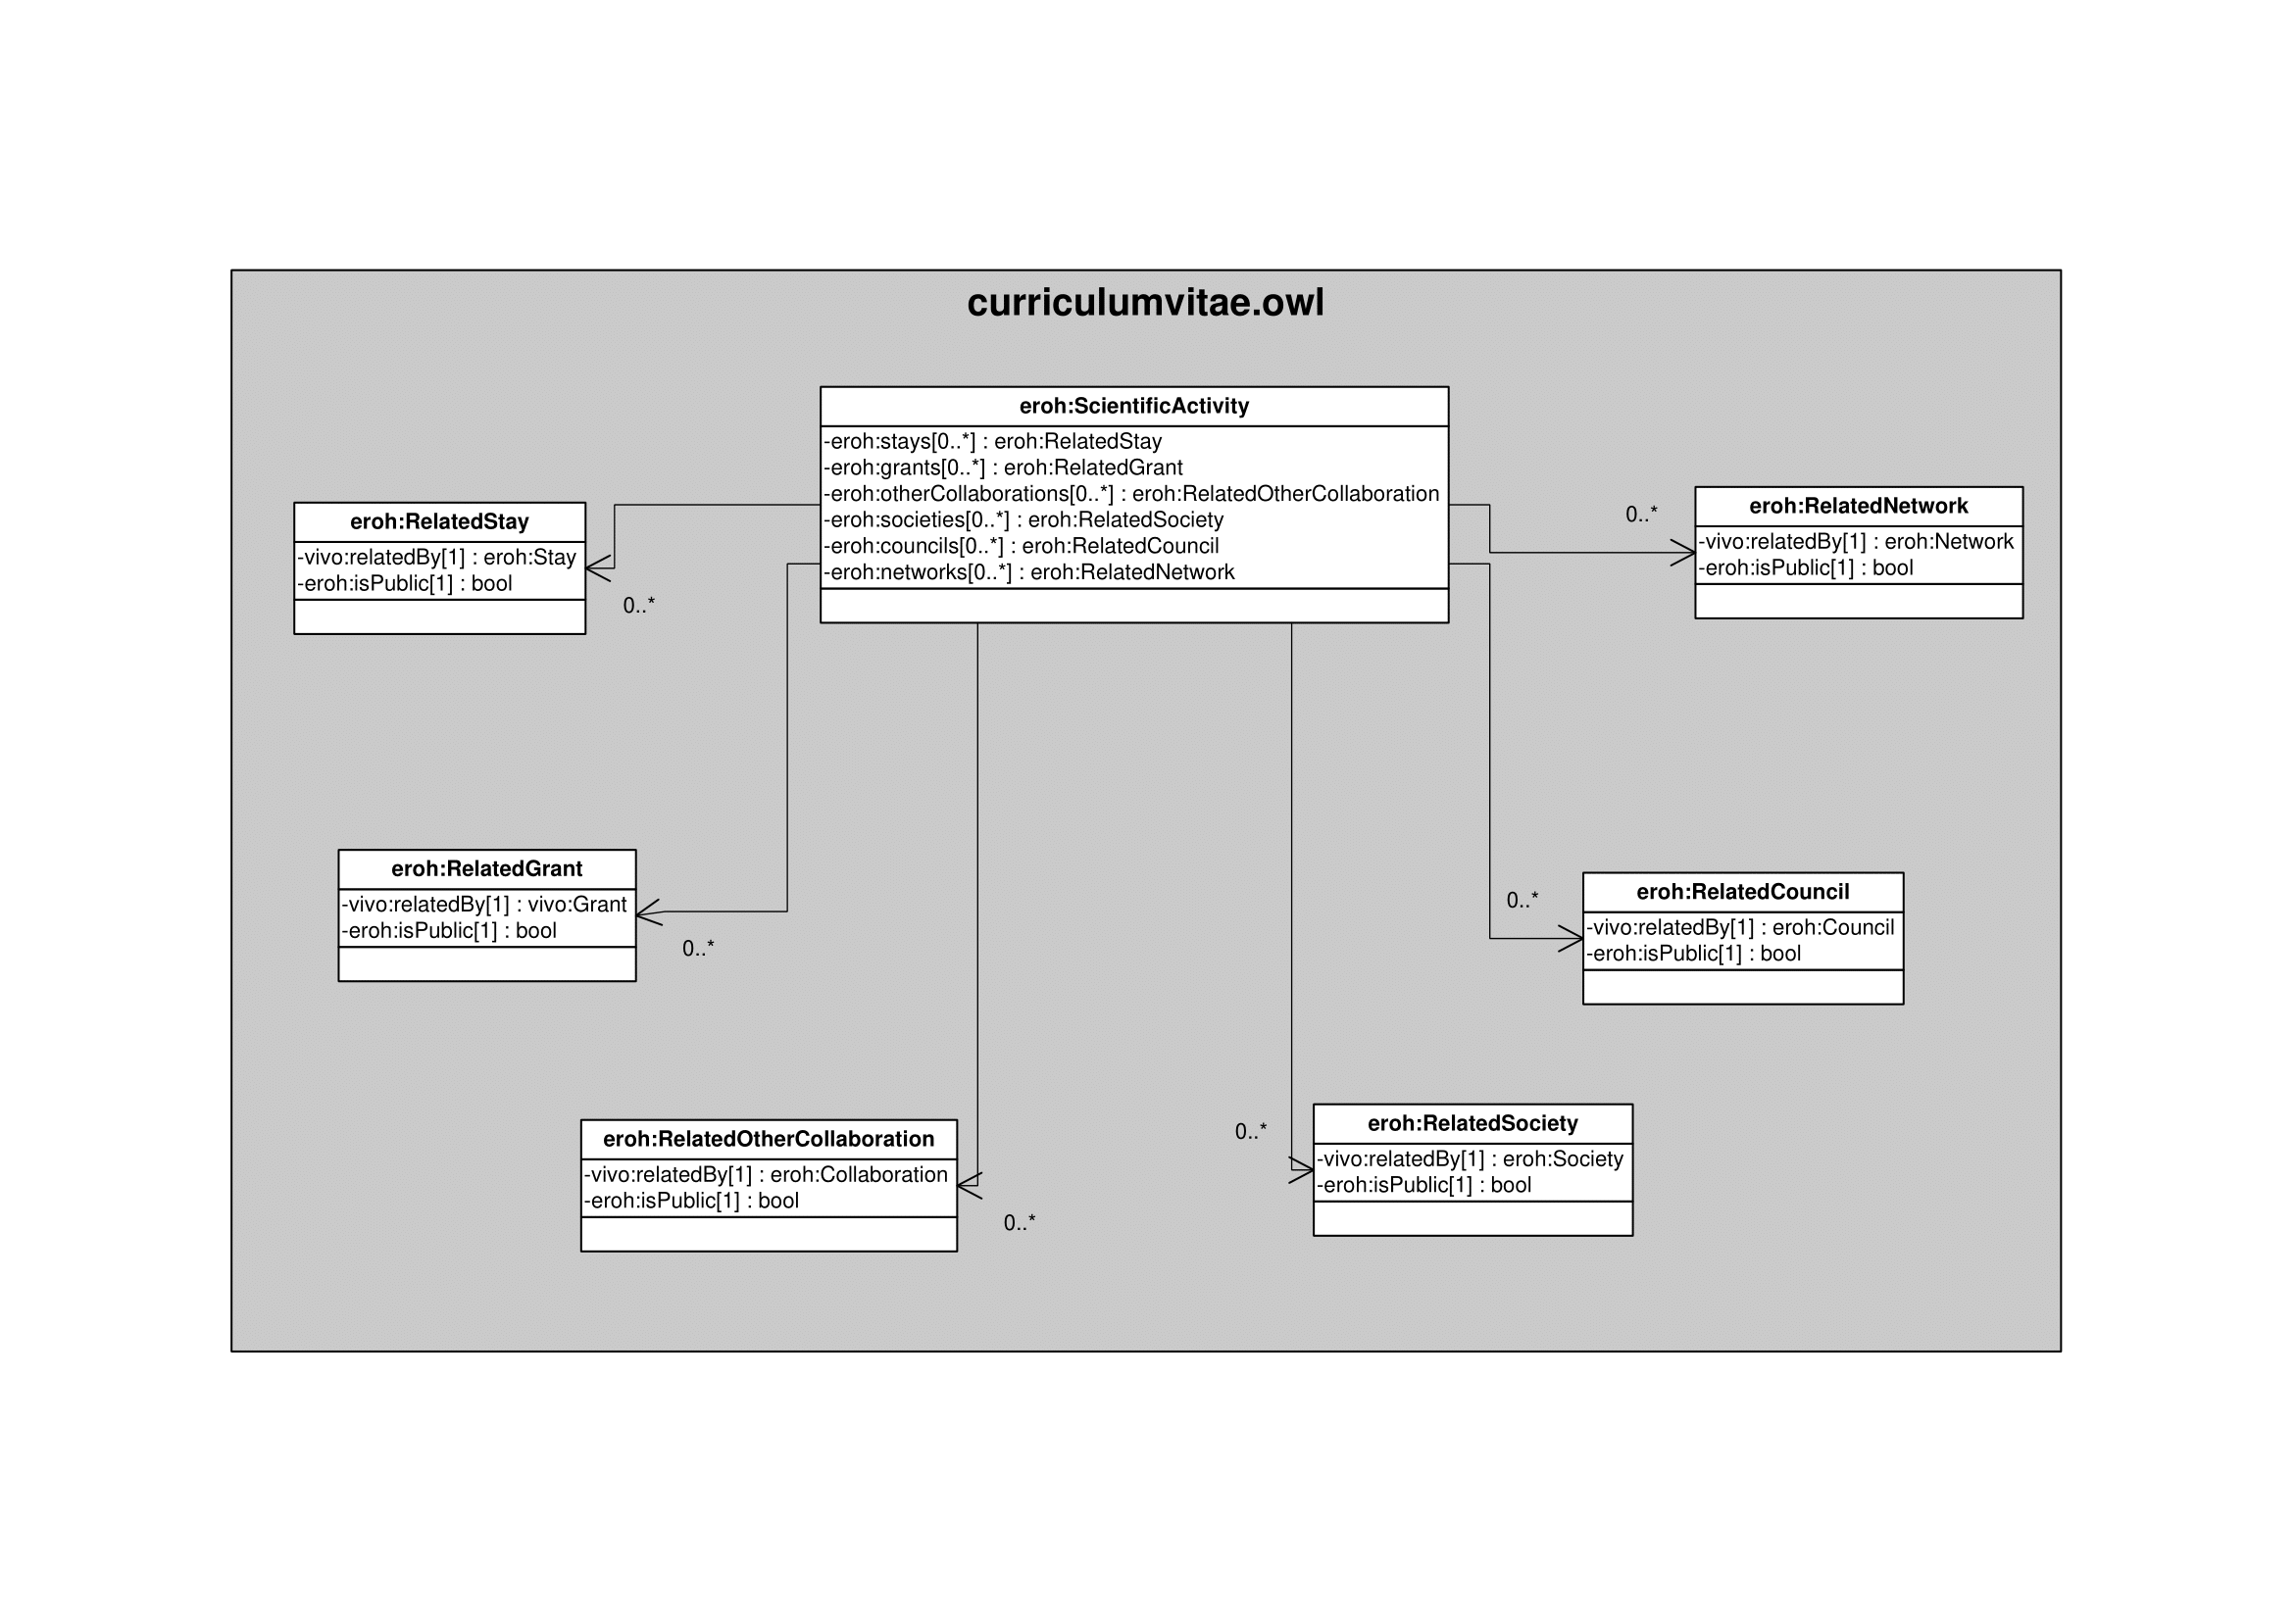 curriculumvitae.owl
eroh:ScientificActivity
-eroh:stays[0..*] : eroh:RelatedStay
-eroh:grants[0..*] : eroh:RelatedGrant
-eroh:otherCollaborations[0..*] : eroh:RelatedOtherCollaboration
-eroh:societies[0..*] : eroh:RelatedSociety
-eroh:councils[0..*] : eroh:RelatedCouncil
-eroh:networks[0..*] : eroh:RelatedNetwork
eroh:RelatedStay
-vivo:relatedBy[1] : eroh:Stay
-eroh:isPublic[1] : bool
0..*
0..*
eroh:RelatedNetwork
-vivo:relatedBy[1] : eroh:Network
-eroh:isPublic[1] : bool
eroh:RelatedGrant
-vivo:relatedBy[1] : vivo:Grant
-eroh:isPublic[1] : bool
0..*
0..*
eroh:RelatedCouncil
-vivo:relatedBy[1] : eroh:Council
-eroh:isPublic[1] : bool
eroh:RelatedOtherCollaboration
-vivo:relatedBy[1] : eroh:Collaboration
-eroh:isPublic[1] : bool
0..*
0..*
eroh:RelatedSociety
-vivo:relatedBy[1] : eroh:Society
-eroh:isPublic[1] : bool